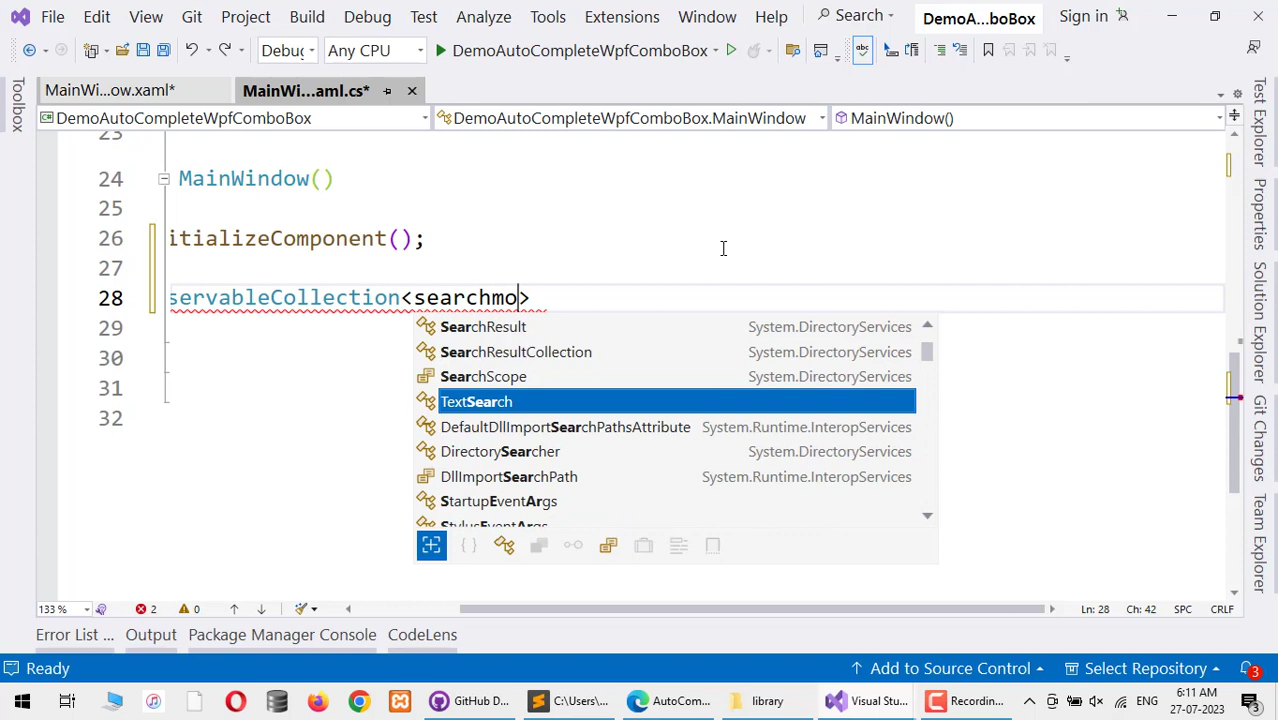 File Edit View Git Project Build Debug Test Analyze Tools Extensions Window Help Search DemoA...boBox Sign in
Debug Any CPU DemoAutoCompleteWpfComboBox
Toolbox
MainWi...ow.xaml* MainWi...aml.cs*
DemoAutoCompleteWpfComboBox DemoAutoCompleteWpfComboBox.MainWindow MainWindow()
23
24 MainWindow()
25
26 itializeComponent();
27
28 servableCollection<searchmo>
29
30
31
32
SearchResult System.DirectoryServices
SearchResultCollection System.DirectoryServices
SearchScope System.DirectoryServices
TextSearch
DefaultDllImportSearchPathsAttribute System.Runtime.InteropServices
DirectorySearcher System.DirectoryServices
DllImportSearchPath System.Runtime.InteropServices
StartupEventArgs
StylusEventArgs
Test Explorer
Properties
Solution Explorer
Git Changes
Team Explorer
133 % 2 0 Ln: 28 Ch: 42 SPC CRLF
Error List ... Output Package Manager Console CodeLens
Ready Add to Source Control Select Repository 3
GitHub D... C:\Users\... AutoCom... library Visual Stu... Recordin... ENG 6:11 AM
27-07-2023 3